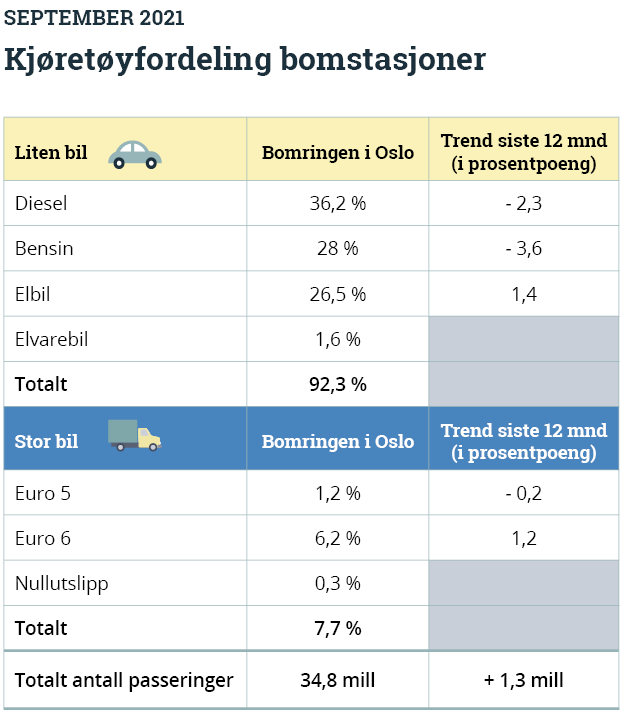 SEPTEMBER 2021
Kjøretøyfordeling bomstasjoner
Liten bil Bomringen i Oslo Trend siste 12 mnd
(i prosentpoeng)
Diesel 36,2 % - 2,3
Bensin 28 % - 3,6
Elbil 26,5 % 1,4
Elvarebil 1,6 %
Totalt 92,3 %
Stor bil Bomringen i Oslo Trend siste 12 mnd
(i prosentpoeng)
Euro 5 1,2 % - 0,2
Euro 6 6,2 % 1,2
Nullutslipp 0,3 %
Totalt 7,7 %
Totalt antall passeringer 34,8 mill + 1,3 mill